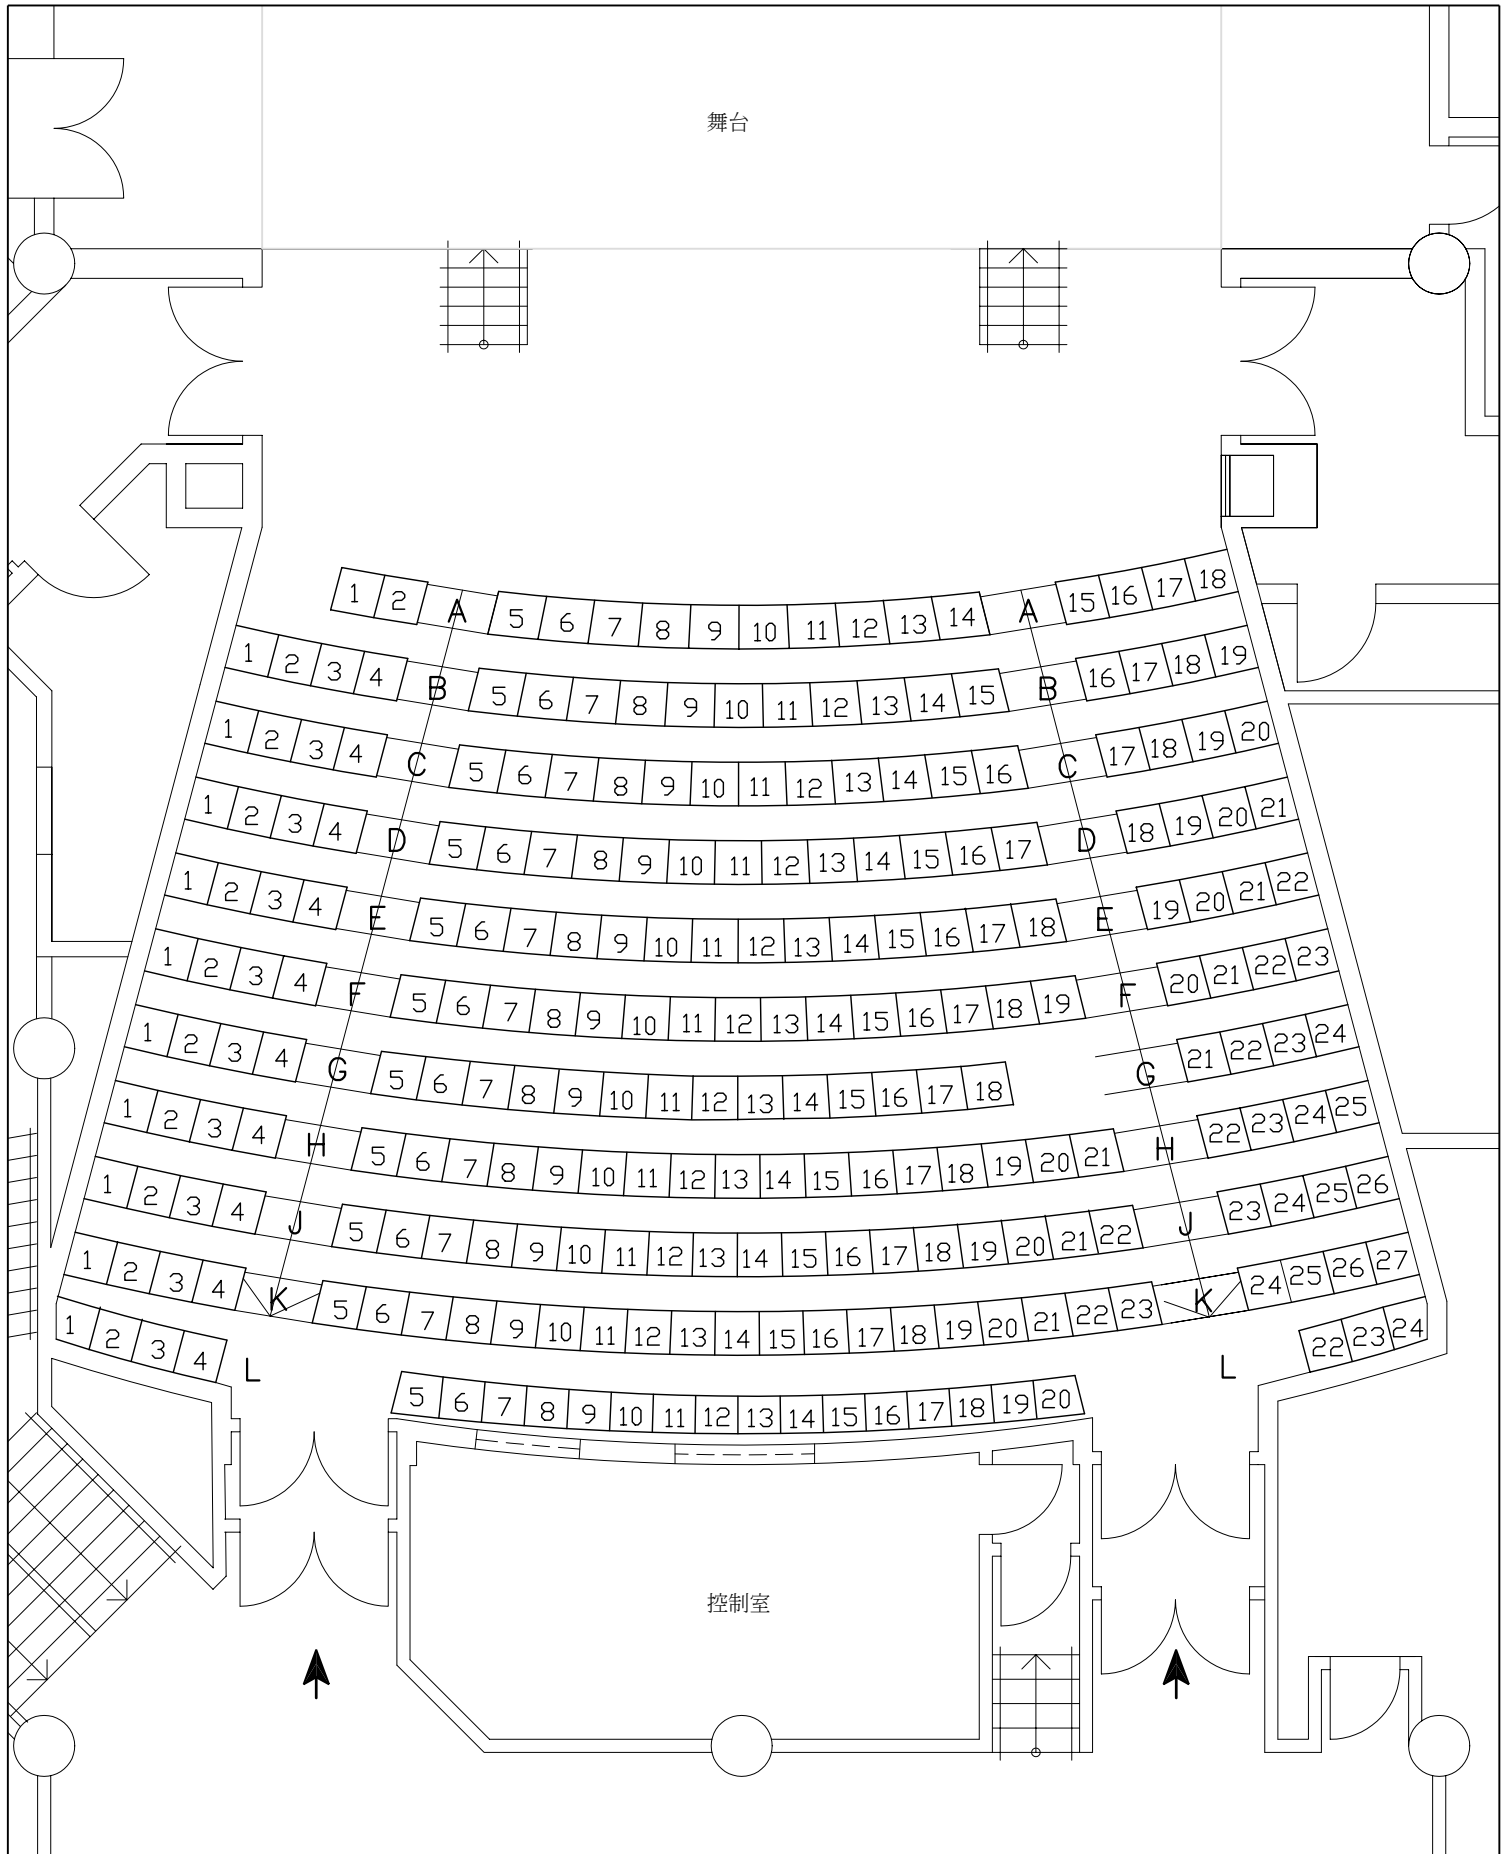 舞台
1 2 A 5 6 7 8 9 10 11 12 13 14 A 15 16 17 18
1 2 3 4 B 5 6 7 8 9 10 11 12 13 14 15 B 16 17 18 19
1 2 3 4 C 5 6 7 8 9 10 11 12 13 14 15 16 C 17 18 19 20
1 2 3 4 D 5 6 7 8 9 10 11 12 13 14 15 16 17 D 18 19 20 21
1 2 3 4 E 5 6 7 8 9 10 11 12 13 14 15 16 17 18 E 19 20 21 22
1 2 3 4 F 5 6 7 8 9 10 11 12 13 14 15 16 17 18 19 F 20 21 22 23
1 2 3 4 G 5 6 7 8 9 10 11 12 13 14 15 16 17 18 G 21 22 23 24
1 2 3 4 H 5 6 7 8 9 10 11 12 13 14 15 16 17 18 19 20 21 H 22 23 24 25
1 2 3 4 J 5 6 7 8 9 10 11 12 13 14 15 16 17 18 19 20 21 22 J 23 24 25 26
1 2 3 4 K 5 6 7 8 9 10 11 12 13 14 15 16 17 18 19 20 21 22 23 K 24 25 26 27
1 2 3 4 L 5 6 7 8 9 10 11 12 13 14 15 16 17 18 19 20 L 22 23 24
控制室